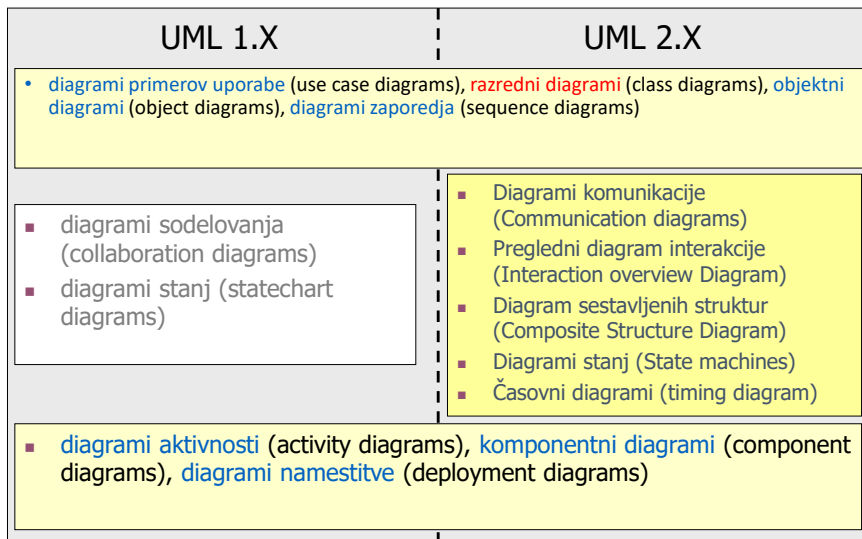 UML 1.X
UML 2.X
• diagrami primerov uporabe (use case diagrams), razredni diagrami (class diagrams), objektni
diagrami (object diagrams), diagrami zaporedja (sequence diagrams)
▪ diagrami sodelovanja
(collaboration diagrams)
▪ diagrami stanj (statechart
diagrams)
▪ Diagrami komunikacije
(Communication diagrams)
▪ Pregledni diagram interakcije
(Interaction overview Diagram)
▪ Diagram sestavljenih struktur
(Composite Structure Diagram)
▪ Diagrami stanj (State machines)
▪ Časovni diagrami (timing diagram)
▪ diagrami aktivnosti (activity diagrams), komponentni diagrami (component
diagrams), diagrami namestitve (deployment diagrams)